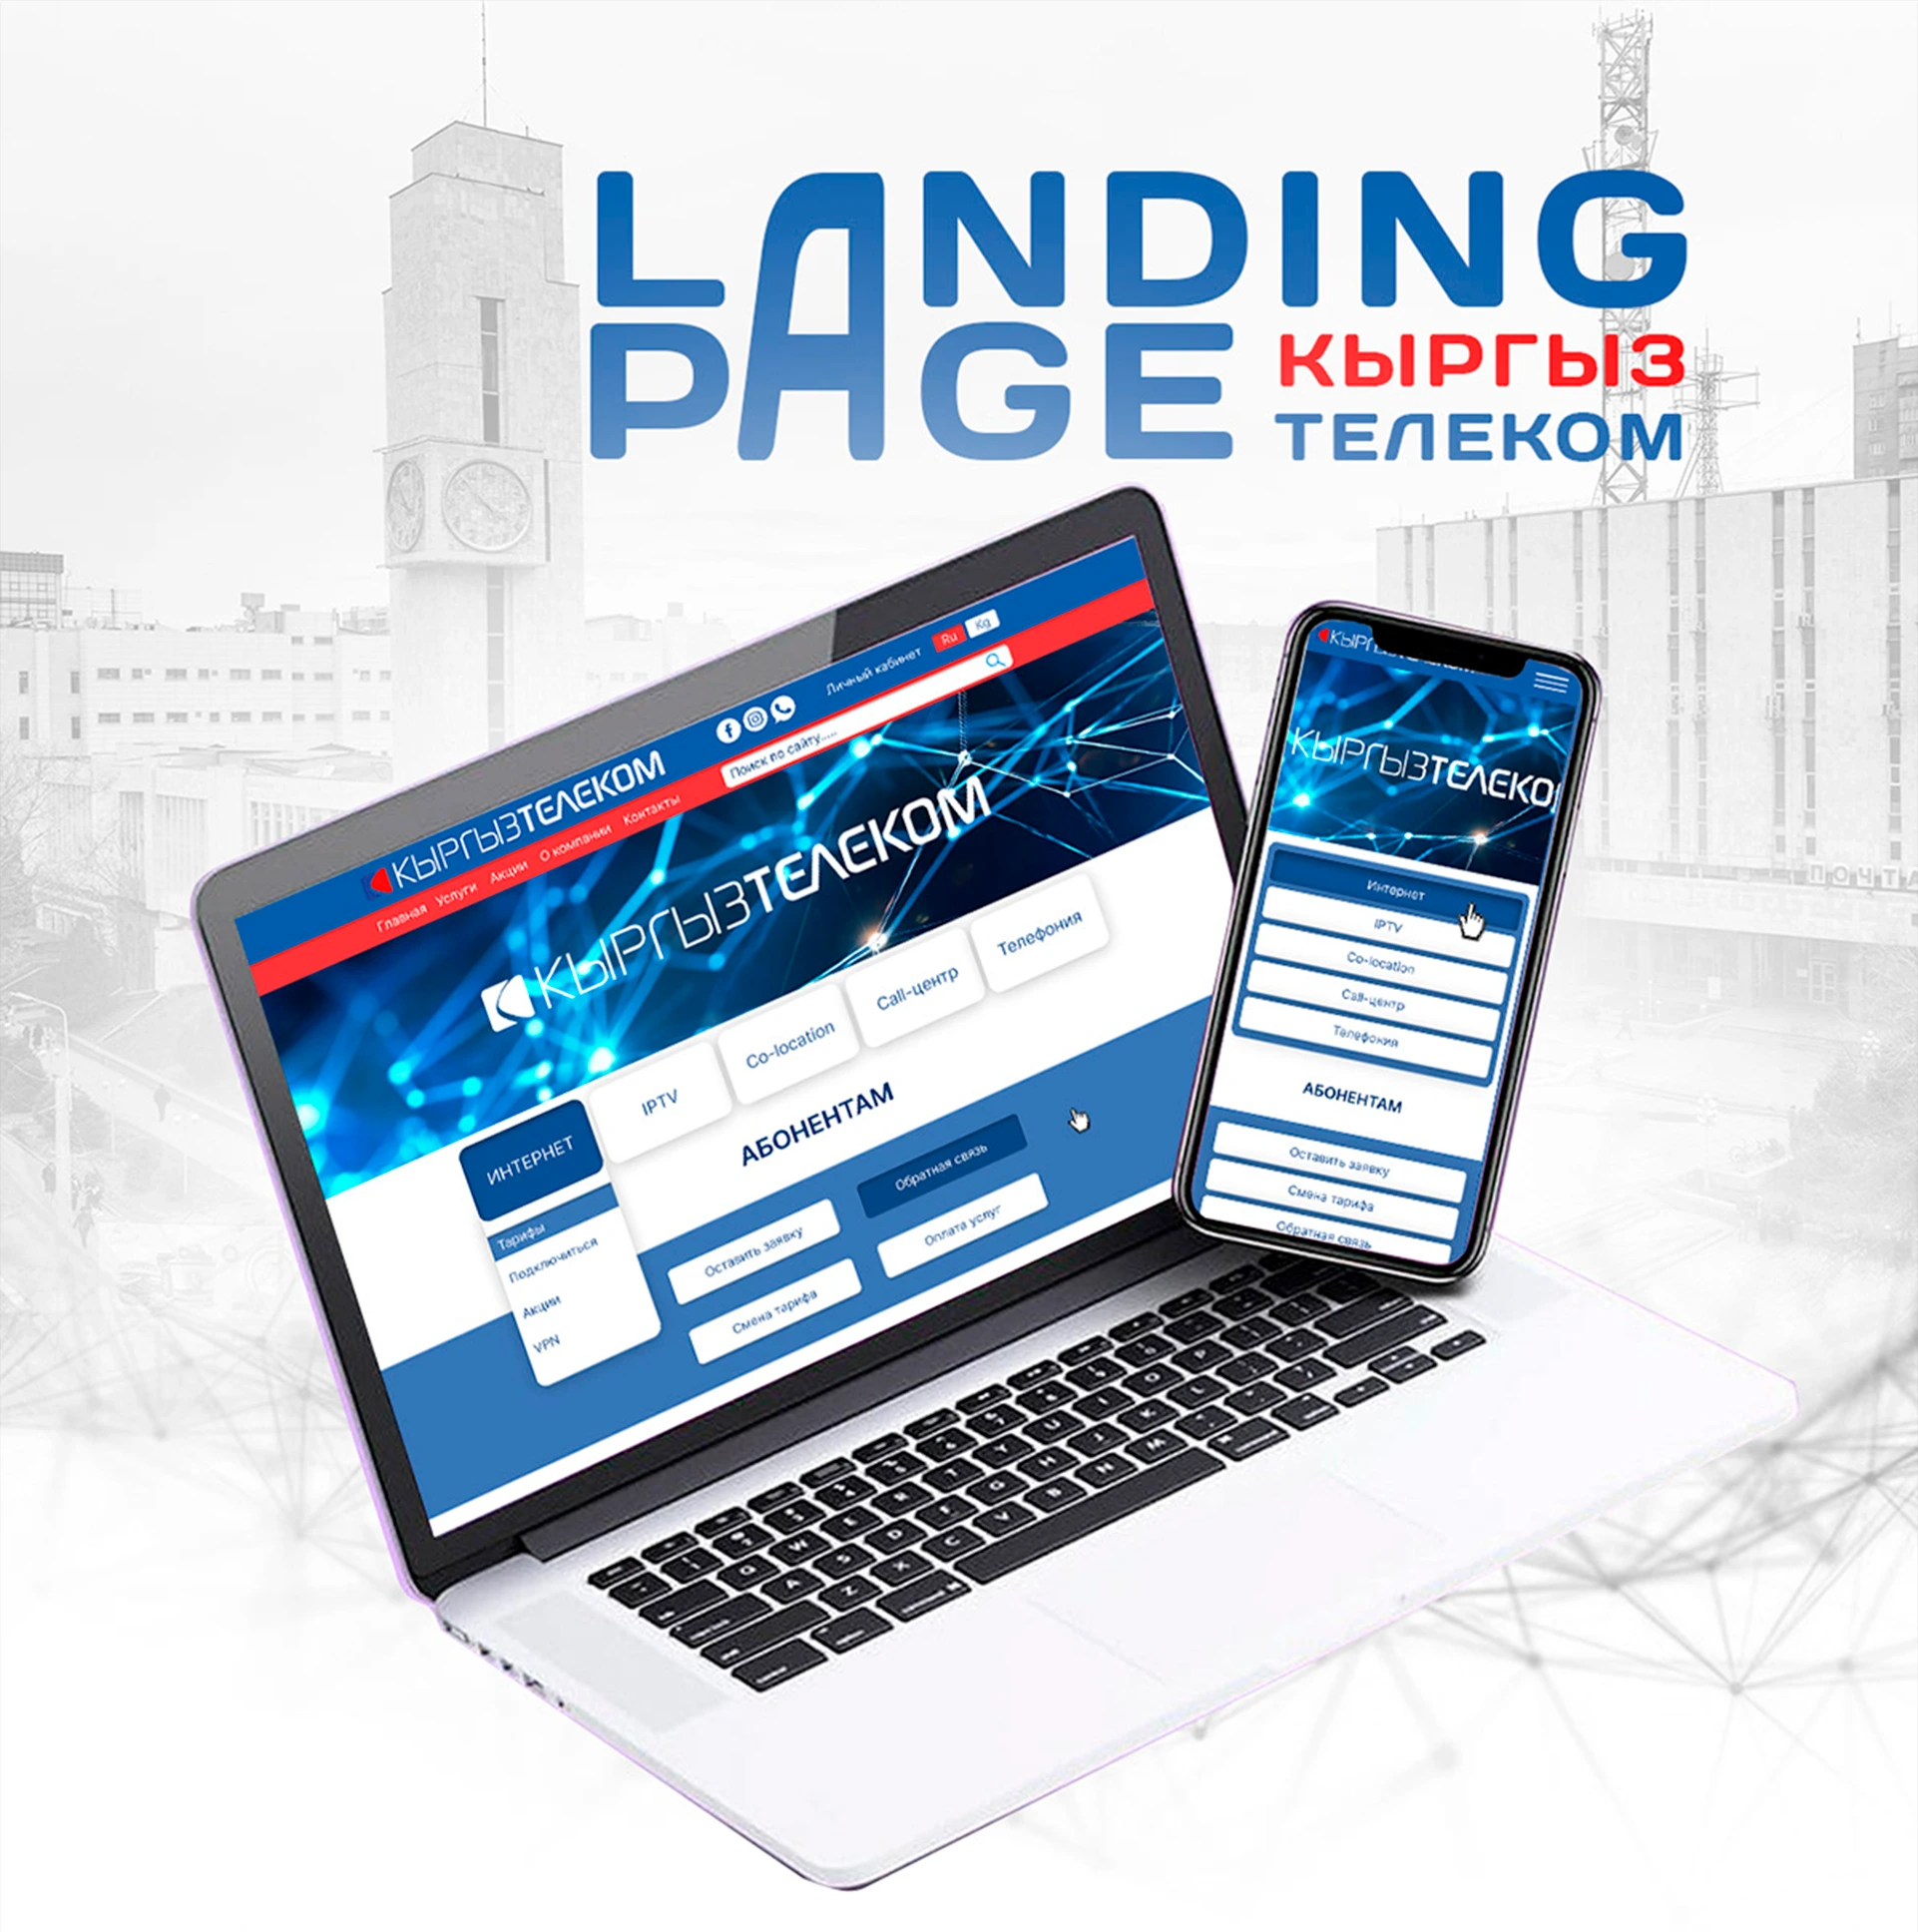 LANDING
PAGE
КЫРГЫЗ
ТЕЛЕКОМ
ПОЧТА
Ru
Kg
Личный кабинет
КЫРГЫЗТЕЛЕКОМ
Поиск по сайту.....
Главная Услуги Акции О компании Контакты
КЫРГЫЗТЕЛЕКОМ
ИНТЕРНЕТ
IPTV
Co-location
Call-центр
Телефония
Тарифы
Подключиться
Акции
VPN
АБОНЕНТАМ
Оставить заявку
Обратная связь
Смена тарифа
Оплата услуг
КЫРГЫЗТЕЛЕКО
Интернет
IPTV
Co-location
Call-центр
Телефония
АБОНЕНТАМ
Оставить заявку
Смена тарифа
Обратная связь